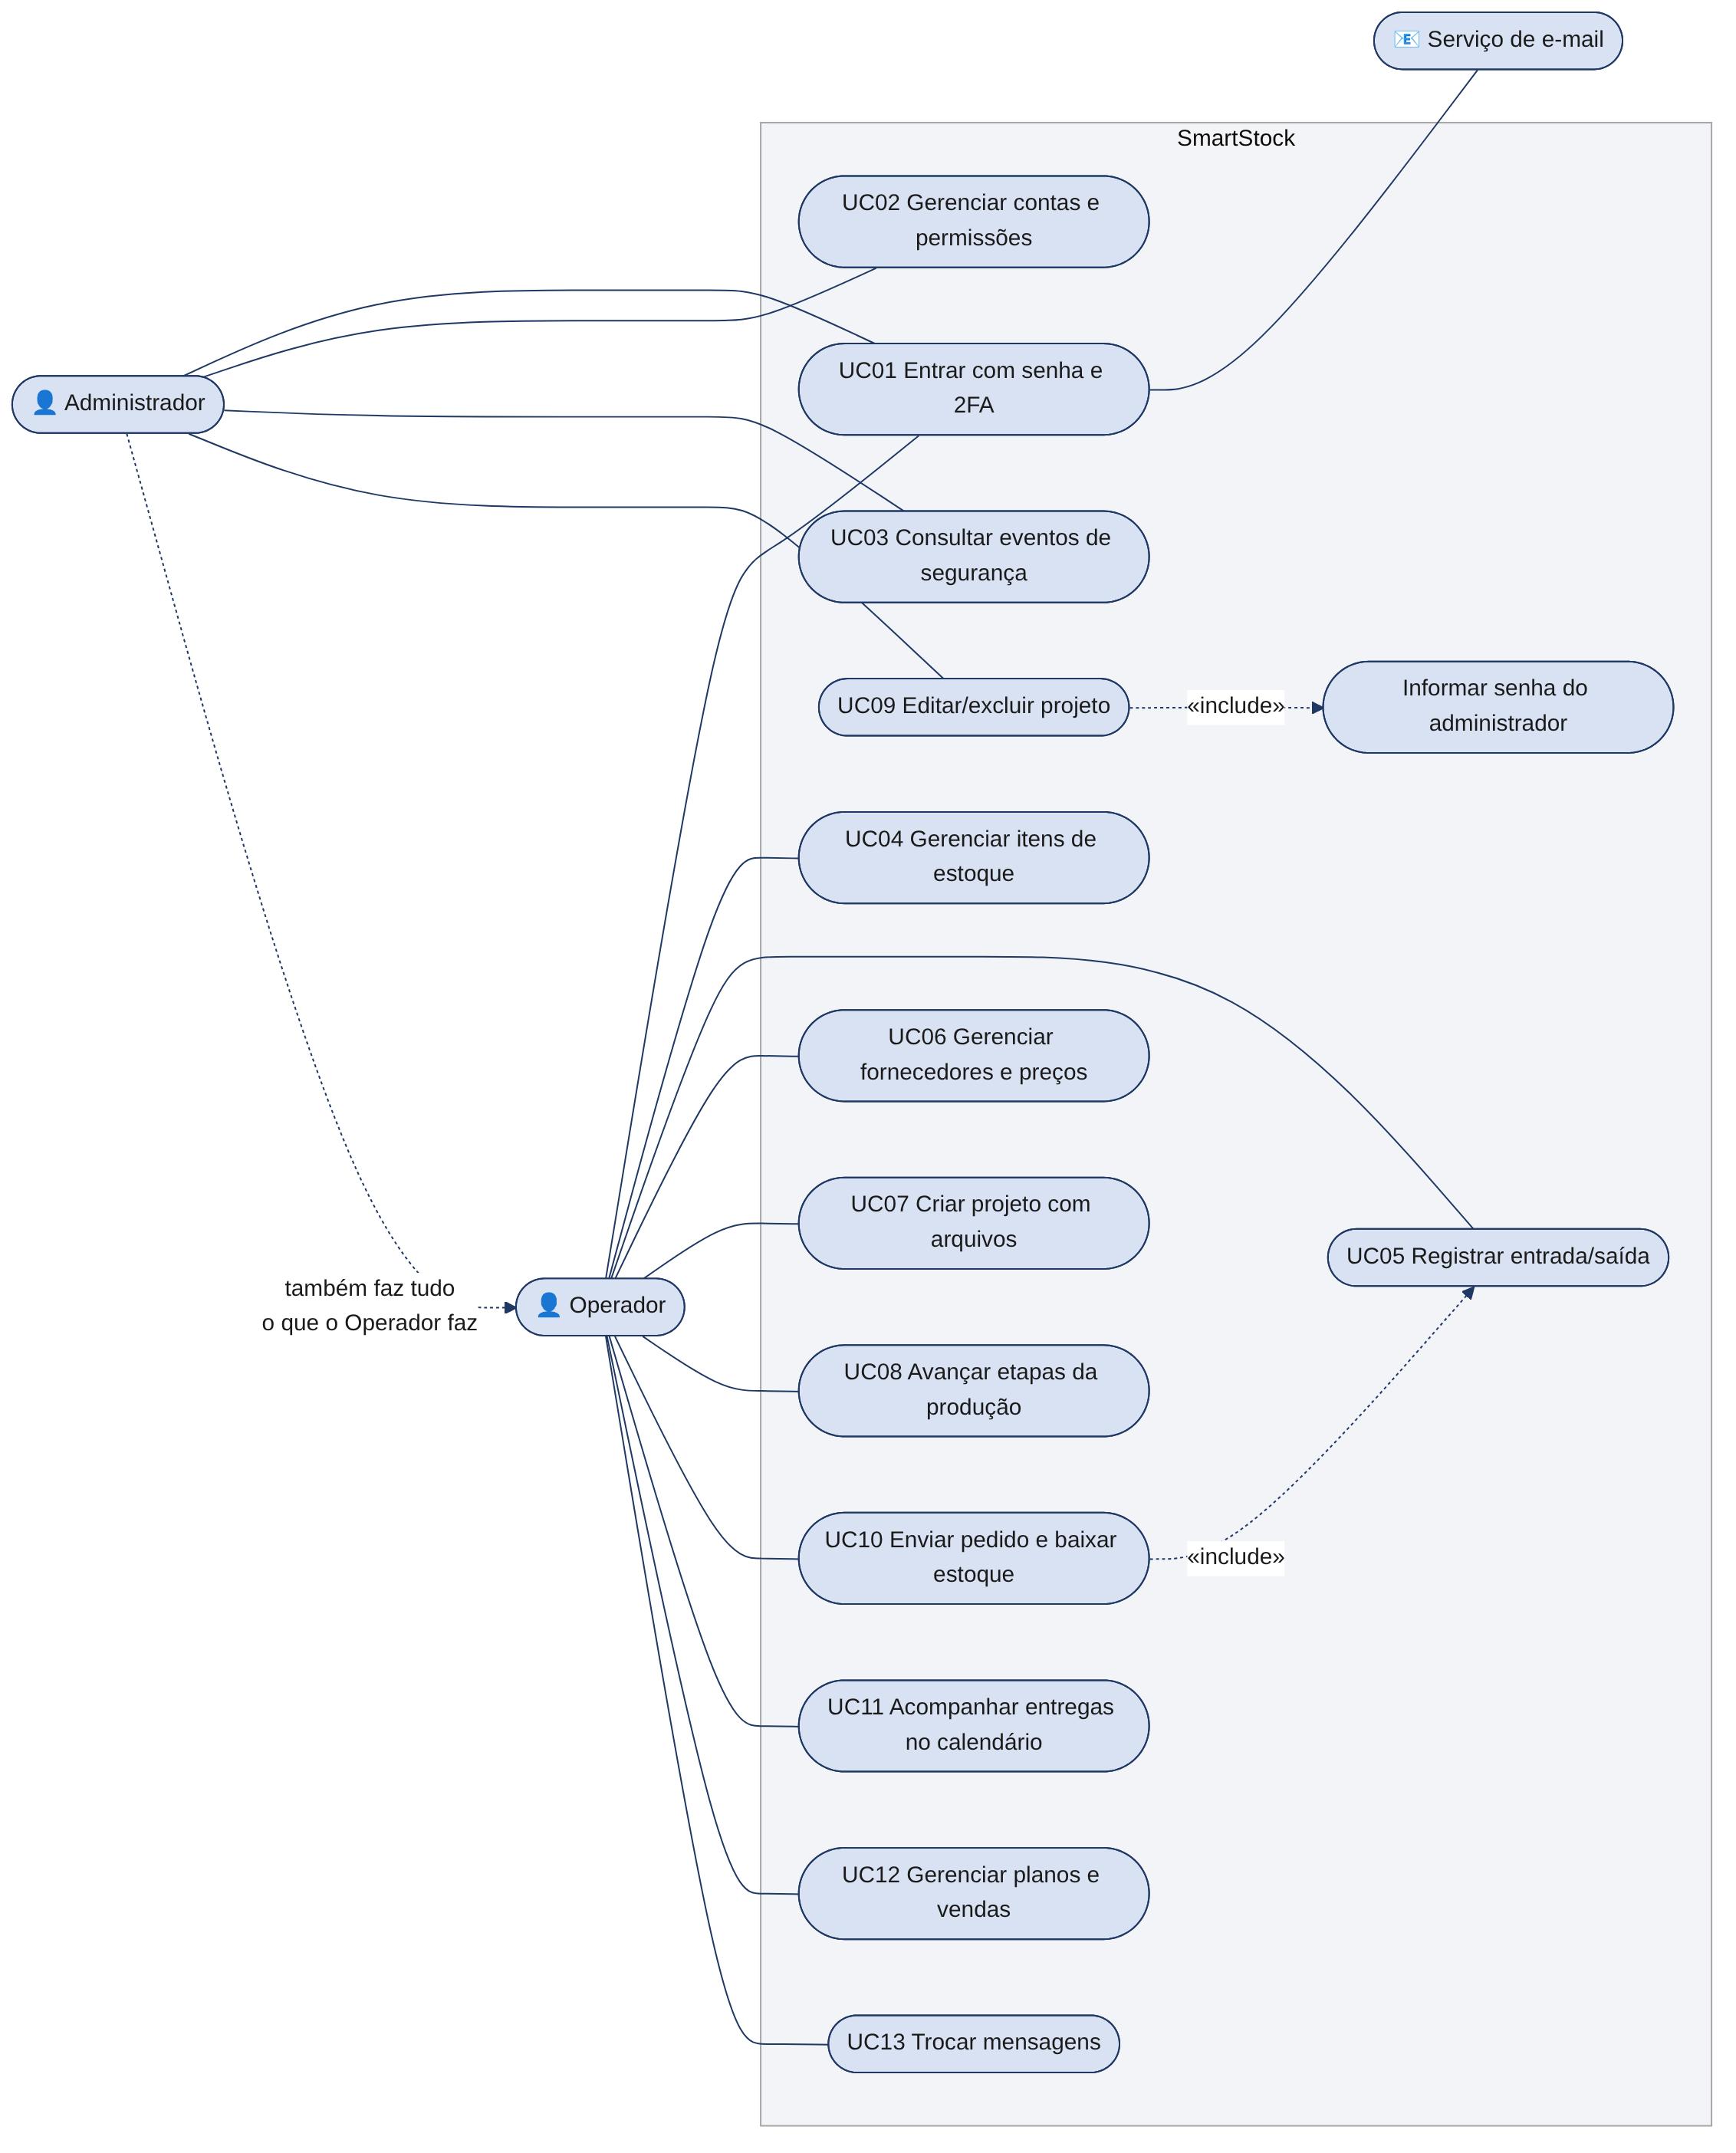 📧 Serviço de e-mail
SmartStock
UC02 Gerenciar contas e
permissões
UC01 Entrar com senha e
2FA
👤 Administrador
UC03 Consultar eventos de
segurança
UC09 Editar/excluir projeto
«include»
Informar senha do
administrador
UC04 Gerenciar itens de
estoque
UC06 Gerenciar
fornecedores e preços
UC07 Criar projeto com
arquivos
UC05 Registrar entrada/saída
também faz tudo
o que o Operador faz
👤 Operador
UC08 Avançar etapas da
produção
UC10 Enviar pedido e baixar
estoque
«include»
UC11 Acompanhar entregas
no calendário
UC12 Gerenciar planos e
vendas
UC13 Trocar mensagens